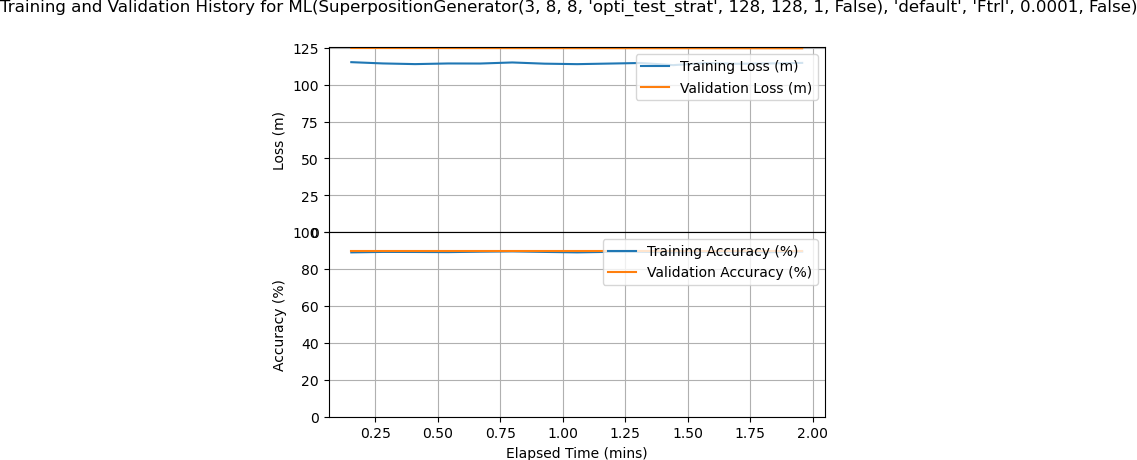 Training and Validation History for ML(SuperpositionGenerator(3, 8, 8, 'opti_test_strat', 128, 128, 1, False), 'default', 'Ftrl', 0.0001, False)
125
100
75
50
25
0
Loss (m)
Training Loss (m)
Validation Loss (m)
100
80
60
40
20
0
Accuracy (%)
Training Accuracy (%)
Validation Accuracy (%)
0.25 0.50 0.75 1.00 1.25 1.50 1.75 2.00
Elapsed Time (mins)